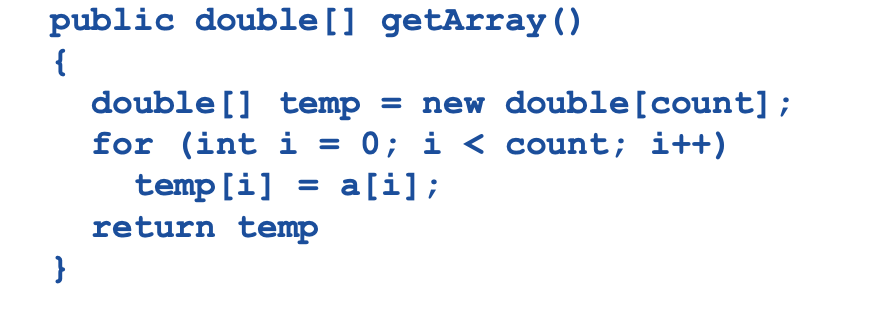 public double[] getArray()
{
  double[] temp = new double[count];
  for (int i = 0; i < count; i++)
    temp[i] = a[i];
  return temp
}